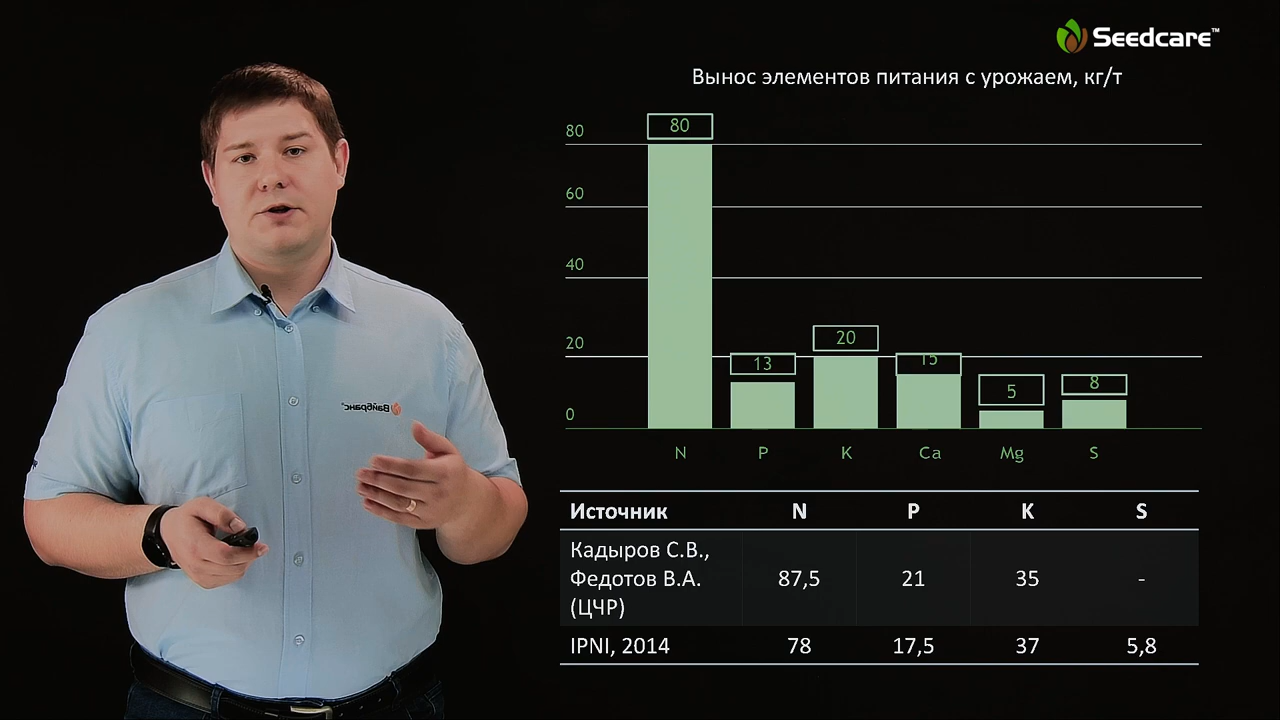 Seedcare™
Вынос элементов питания с урожаем, кг/т
80
60
40
20
0
80
13
20
15
5
8
N P K Ca Mg S
Вайбранс®
Источник N P K S
Кадыров С.В.,
Федотов В.А.
(ЦЧР)
87,5 21 35 -
IPNI, 2014 78 17,5 37 5,8